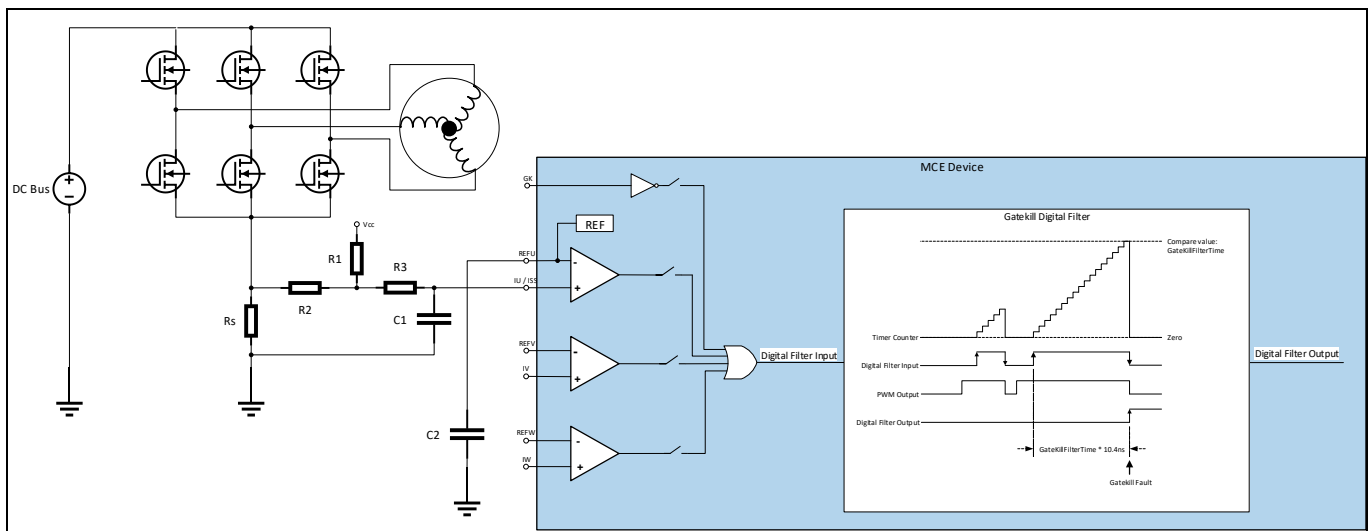 MCE Device
DC Bus
Vcc
R1
R2
R3
Rs
C1
C2
GK
REF
REFU
IU / ISS
REFV
IV
REFW
IW
Digital Filter Input
Gatekill Digital Filter
Compare value:
GateKillFilterTime
Timer Counter
Zero
Digital Filter Input
PWM Output
Digital Filter Output
GateKillFilterTime * 10.4ns
Gatekill Fault
Digital Filter Output